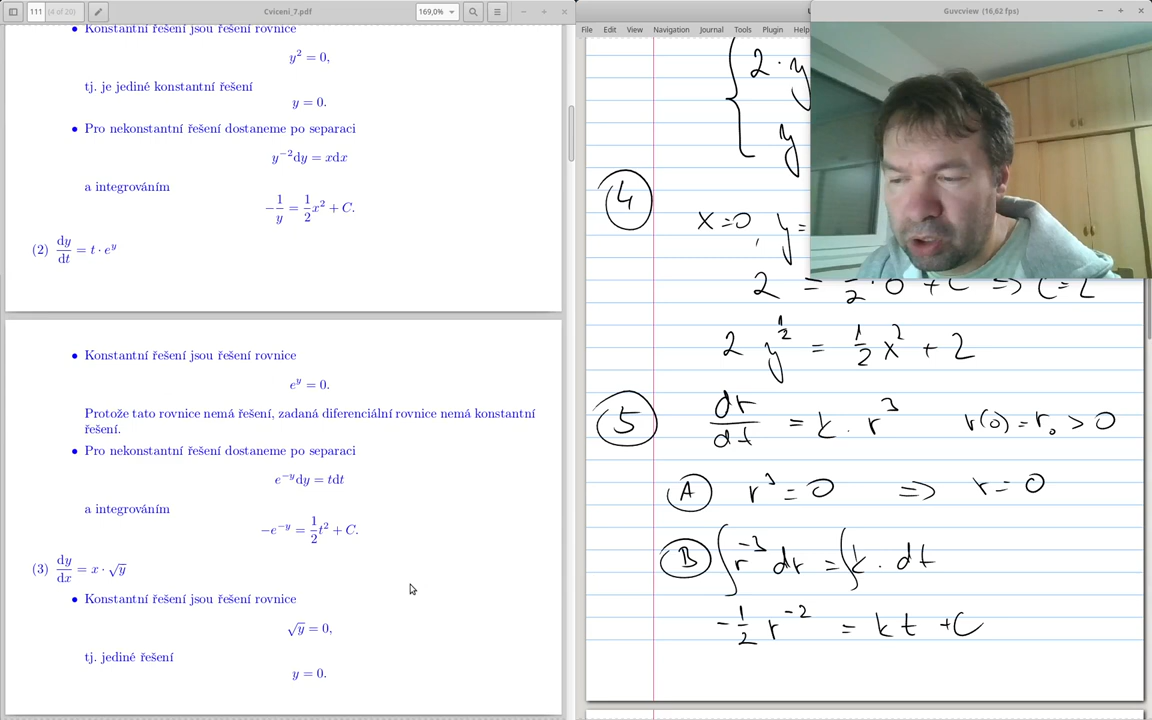 111 (4 of 20) Cviceni_7.pdf 169,0%
• Konstantní řešení jsou řešení rovnice
y² = 0,
tj. je jediné konstantní řešení
y = 0.
• Pro nekonstantní řešení dostaneme po separaci
y⁻²dy = xdx
a integrováním
−1/y = 1/2 x² + C.
(2) dy/dt = t · e^y
• Konstantní řešení jsou řešení rovnice
e^y = 0.
Protože tato rovnice nemá řešení, zadaná diferenciální rovnice nemá konstantní
řešení.
• Pro nekonstantní řešení dostaneme po separaci
e^−y dy = tdt
a integrováním
−e^−y = 1/2 t² + C.
(3) dy/dx = x · √y
• Konstantní řešení jsou řešení rovnice
√y = 0,
tj. jediné řešení
y = 0.
File Edit View Navigation Journal Tools Plugin Help
Guvcview (16,62 fps)
2 · y
y
4
x=0, y=
2 = 1/2 · 0 + C => C=2
2 y^1/2 = 1/2 x² + 2
5 dr/dt = k · r³ r(0)=r₀ > 0
A r³ = 0 => r = 0
B ∫ r⁻³ dr = ∫ k · dt
−1/2 r⁻² = kt + C